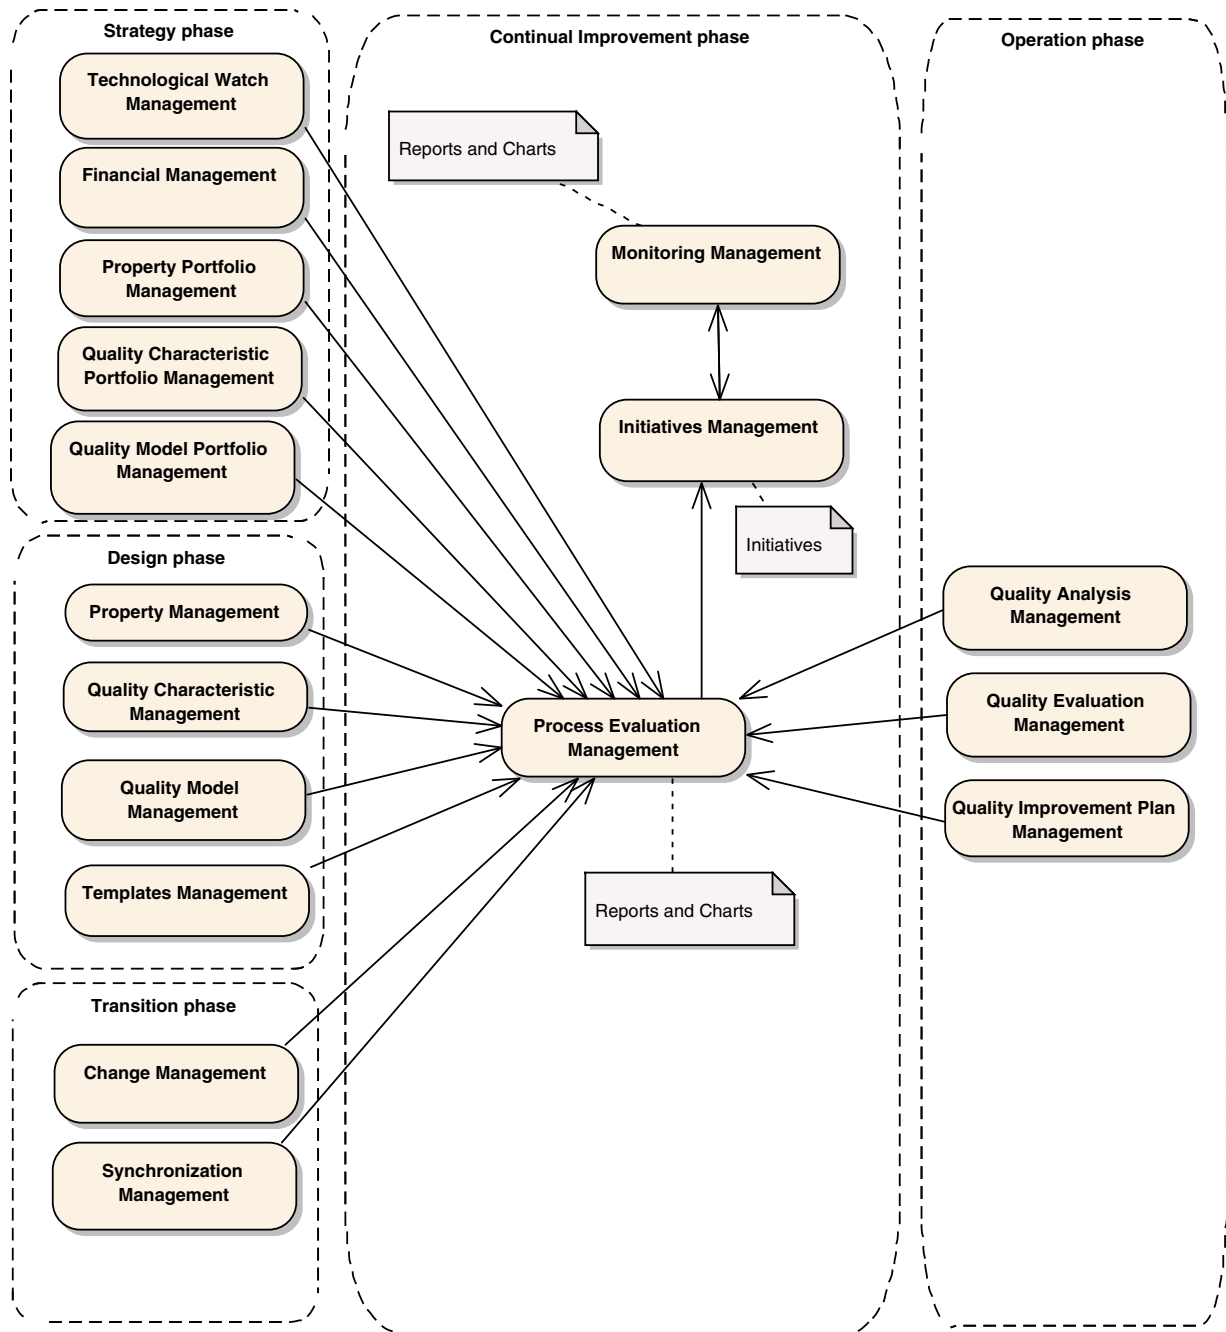 Strategy phase
Technological Watch
Management
Financial Management
Property Portfolio
Management
Quality Characteristic
Portfolio Management
Quality Model Portfolio
Management
Design phase
Property Management
Quality Characteristic
Management
Quality Model
Management
Templates Management
Transition phase
Change Management
Synchronization
Management
Continual Improvement phase
Reports and Charts
Monitoring Management
Initiatives Management
Initiatives
Process Evaluation
Management
Reports and Charts
Operation phase
Quality Analysis
Management
Quality Evaluation
Management
Quality Improvement Plan
Management